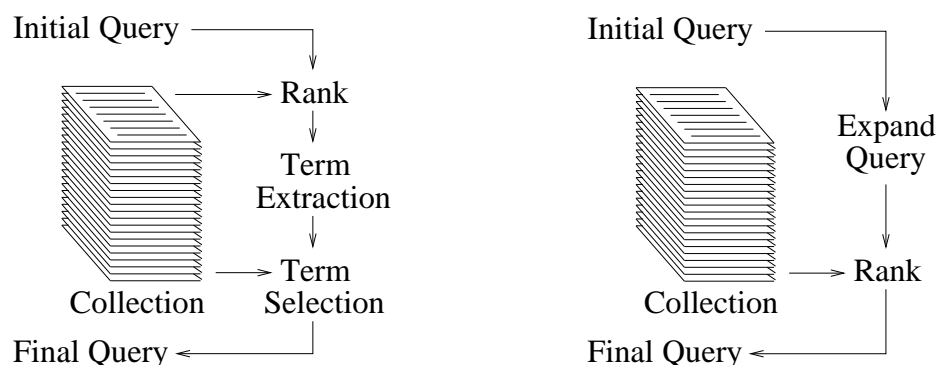 Initial Query
Rank
Term
Extraction
Term
Selection
Collection
Final Query
Initial Query
Expand
Query
Rank
Collection
Final Query